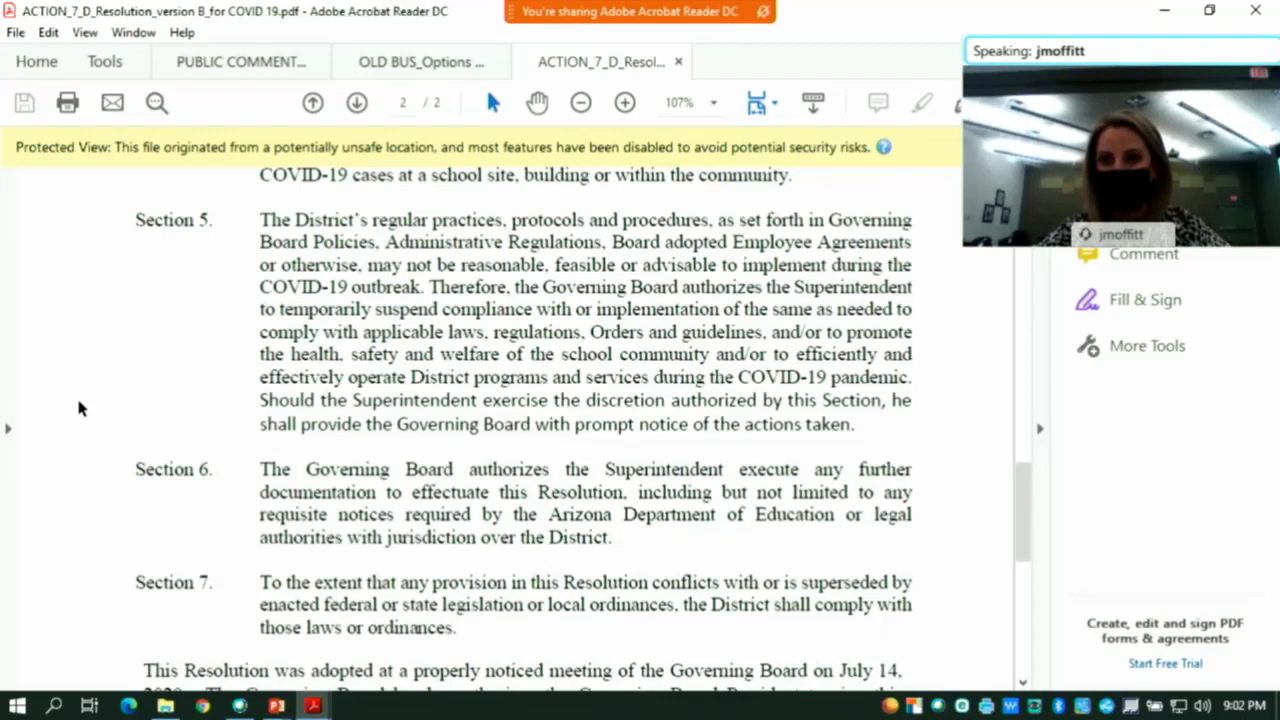 ACTION_7_D_Resolution_version B_for COVID 19.pdf - Adobe Acrobat Reader DC
You're sharing Adobe Acrobat Reader DC
File Edit View Window Help
Speaking: jmoffitt
Home Tools PUBLIC COMMENT... OLD BUS_Options ... ACTION_7_D_Resol... ×
2 / 2 107%
Protected View: This file originated from a potentially unsafe location, and most features have been disabled to avoid potential security risks.
COVID-19 cases at a school site, building or within the community.
jmoffitt
Section 5. The District's regular practices, protocols and procedures, as set forth in Governing
Board Policies, Administrative Regulations, Board adopted Employee Agreements
or otherwise, may not be reasonable, feasible or advisable to implement during the
COVID-19 outbreak. Therefore, the Governing Board authorizes the Superintendent
to temporarily suspend compliance with or implementation of the same as needed to
comply with applicable laws, regulations, Orders and guidelines, and/or to promote
the health, safety and welfare of the school community and/or to efficiently and
effectively operate District programs and services during the COVID-19 pandemic.
Should the Superintendent exercise the discretion authorized by this Section, he
shall provide the Governing Board with prompt notice of the actions taken.
Section 6. The Governing Board authorizes the Superintendent execute any further
documentation to effectuate this Resolution, including but not limited to any
requisite notices required by the Arizona Department of Education or legal
authorities with jurisdiction over the District.
Section 7. To the extent that any provision in this Resolution conflicts with or is superseded by
enacted federal or state legislation or local ordinances, the District shall comply with
those laws or ordinances.
This Resolution was adopted at a properly noticed meeting of the Governing Board on July 14,
Comment
Fill & Sign
More Tools
Create, edit and sign PDF
forms & agreements
Start Free Trial
9:02 PM